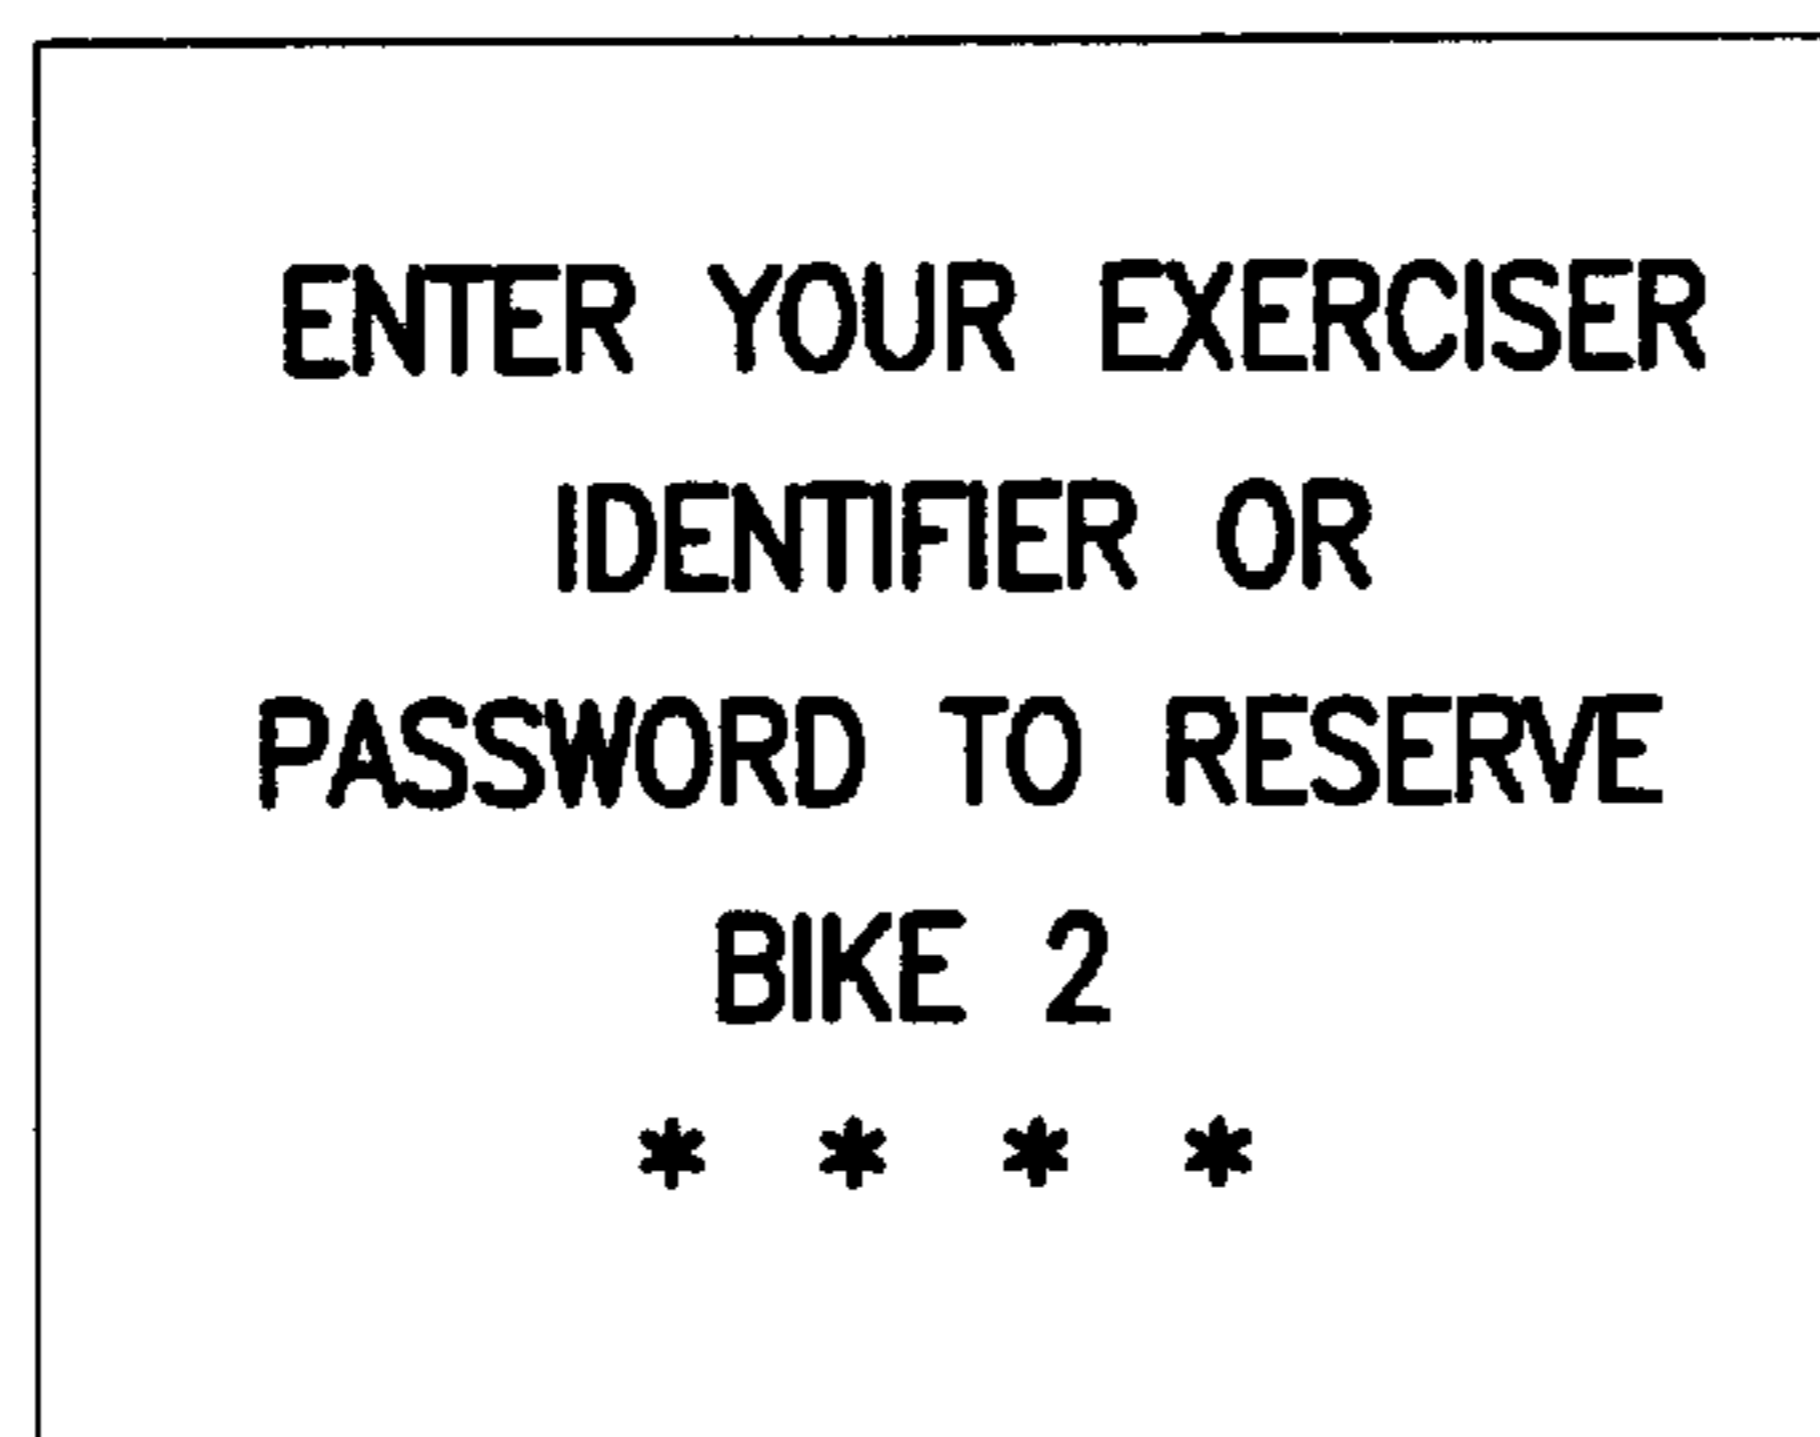 ENTER YOUR EXERCISER
IDENTIFIER OR
PASSWORD TO RESERVE
BIKE 2
* * * *